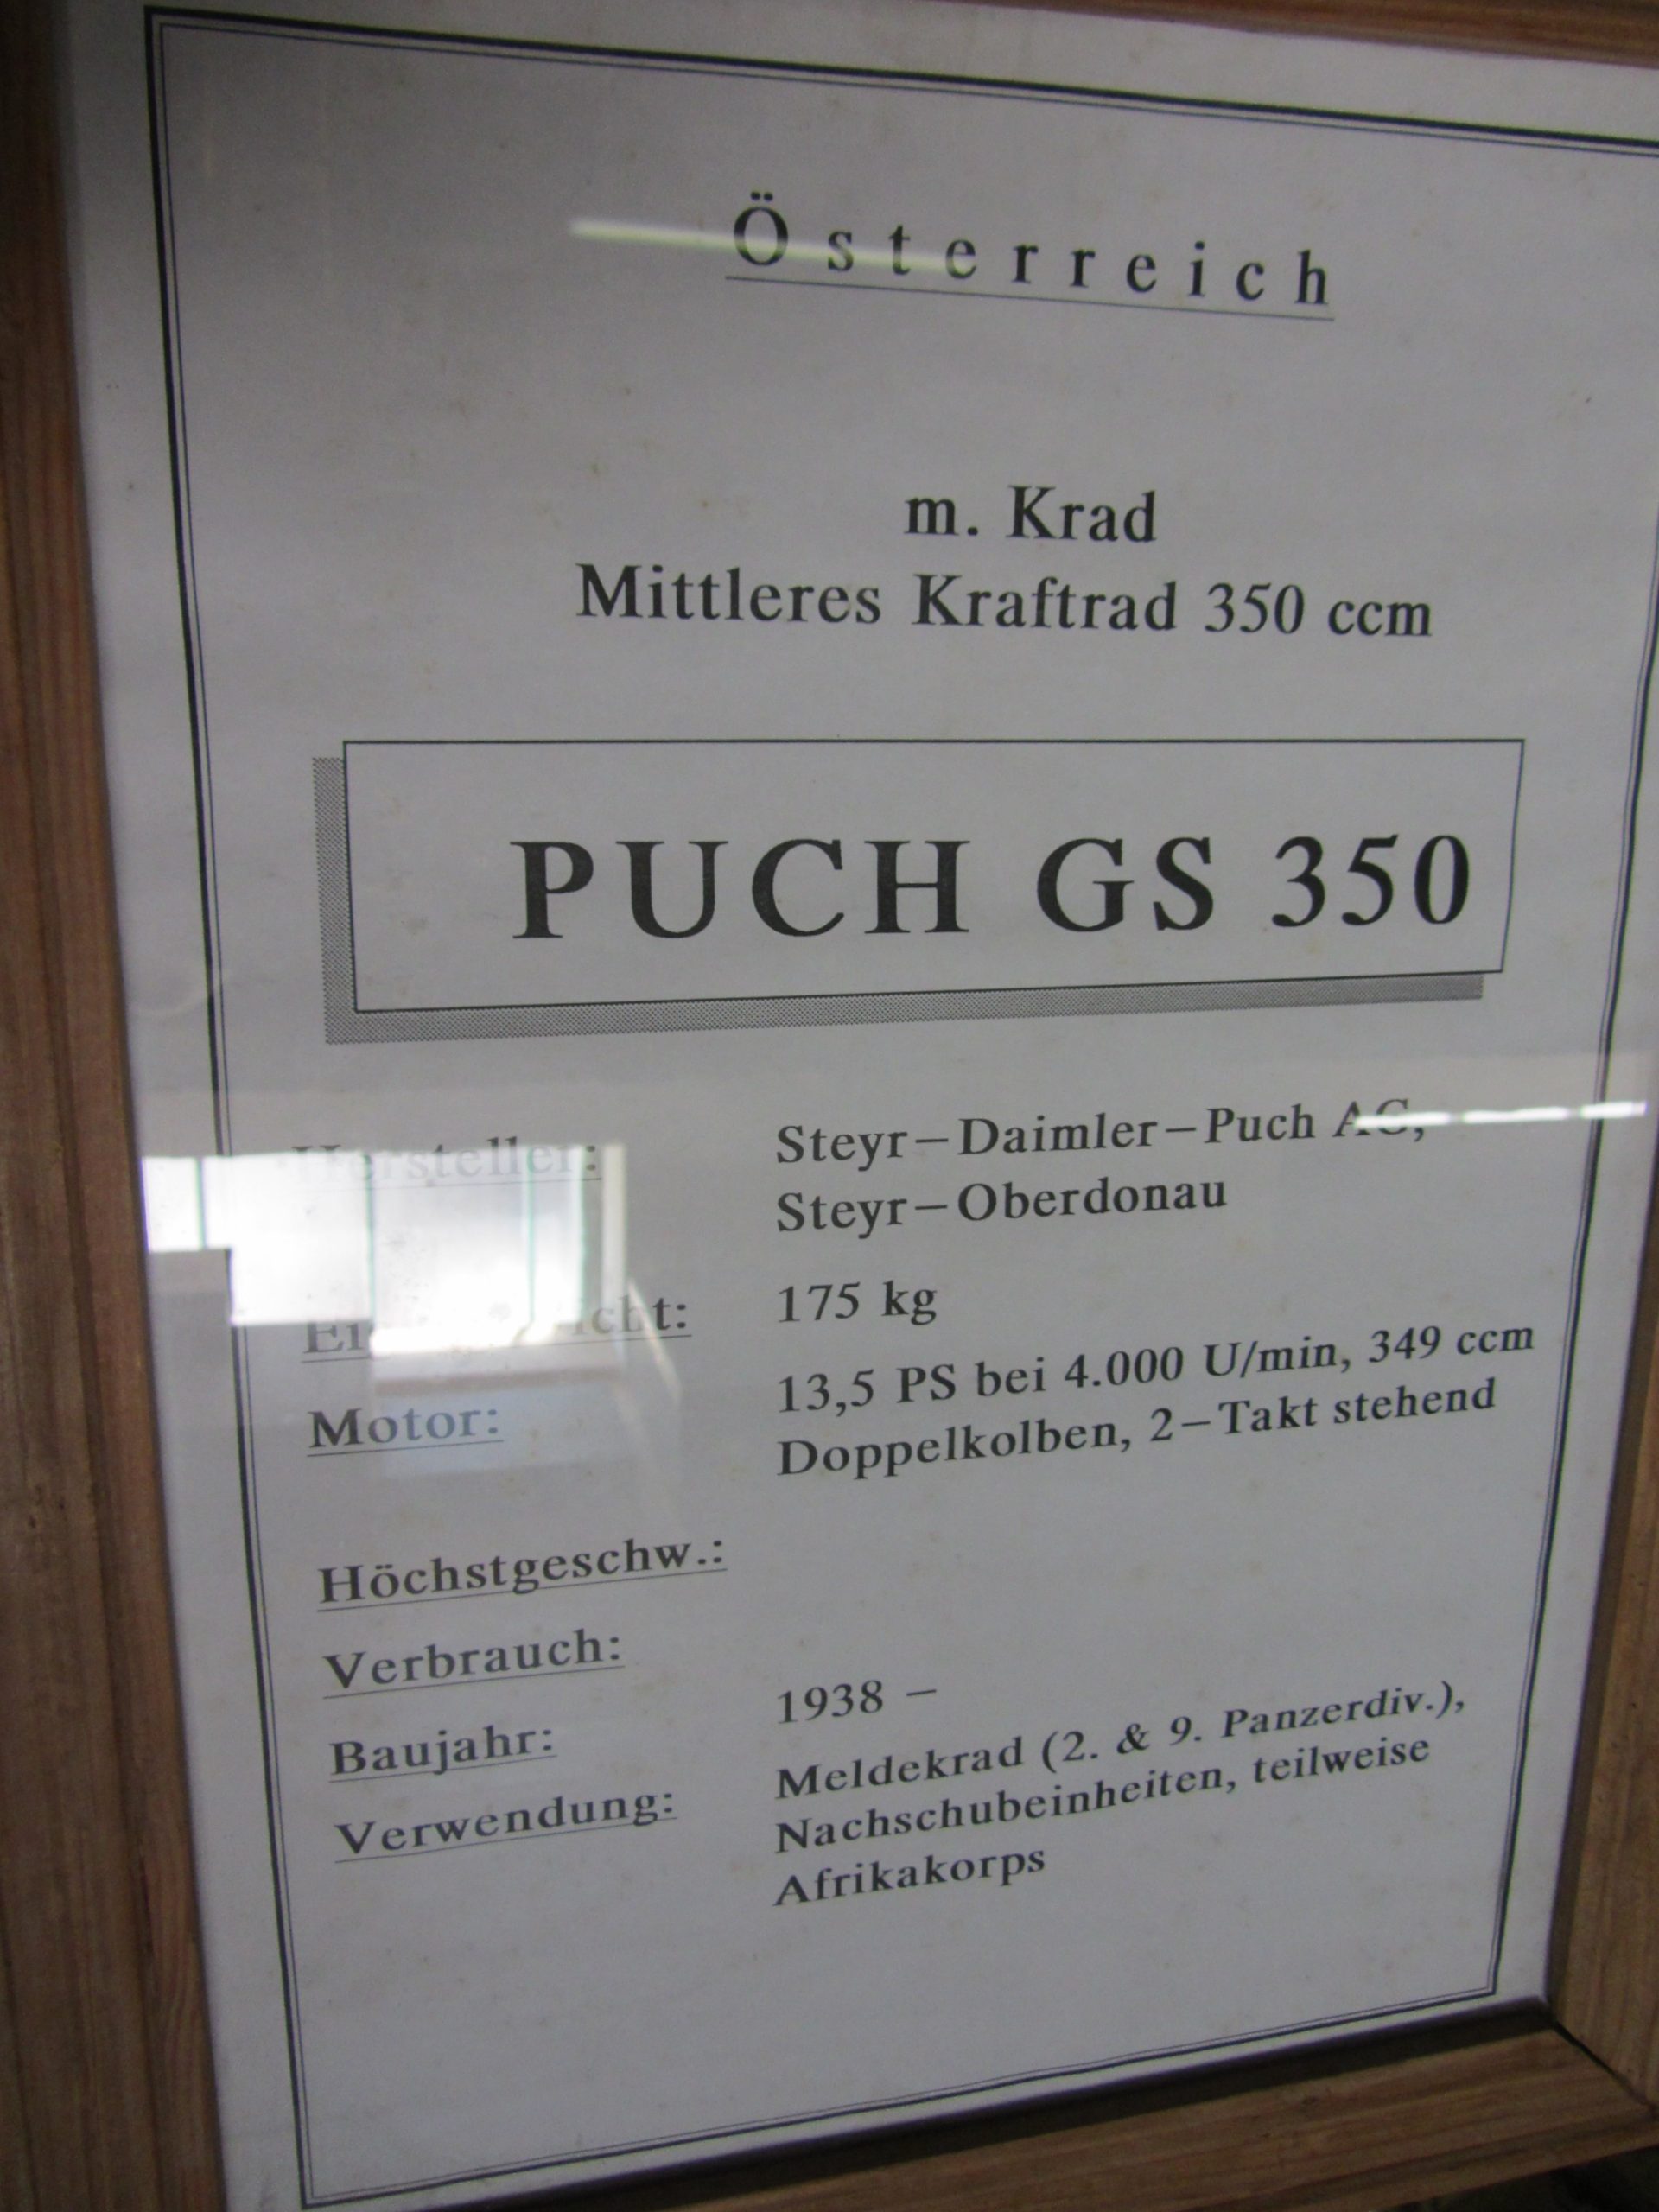 Österreich
m. Krad
Mittleres Kraftrad 350 ccm
PUCH GS 350
Hersteller: Steyr–Daimler–Puch AG,
Steyr–Oberdonau
175 kg
Motor: 13,5 PS bei 4.000 U/min, 349 ccm
Doppelkolben, 2–Takt stehend
Höchstgeschw.:
Verbrauch:
Baujahr: 1938 –
Verwendung: Meldekrad (2. & 9. Panzerdiv.),
Nachschubeinheiten, teilweise
Afrikakorps